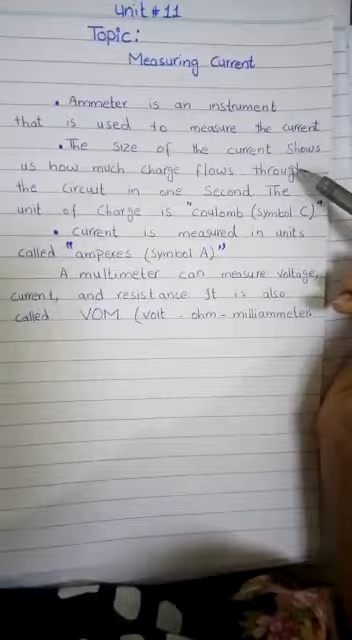 Unit # 11
Topic:
Measuring Current
• Ammeter is an instrument
that is used to measure the current
• The size of the current shows
us how much charge flows through
the circuit in one second. The
unit of charge is "coulomb (symbol C)"
• Current is measured in units
called "amperes (symbol A)"
A multimeter can measure voltage,
current, and resistance It is also
called VOM (volt - ohm - milliammeter.